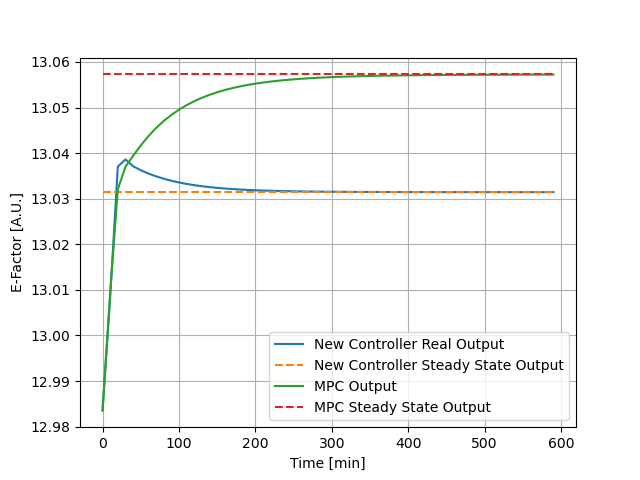 13.06
13.05
13.04
13.03
13.02
13.01
13.00
12.99
12.98
E-Factor [A.U.]
New Controller Real Output
New Controller Steady State Output
MPC Output
MPC Steady State Output
0 100 200 300 400 500 600
Time [min]